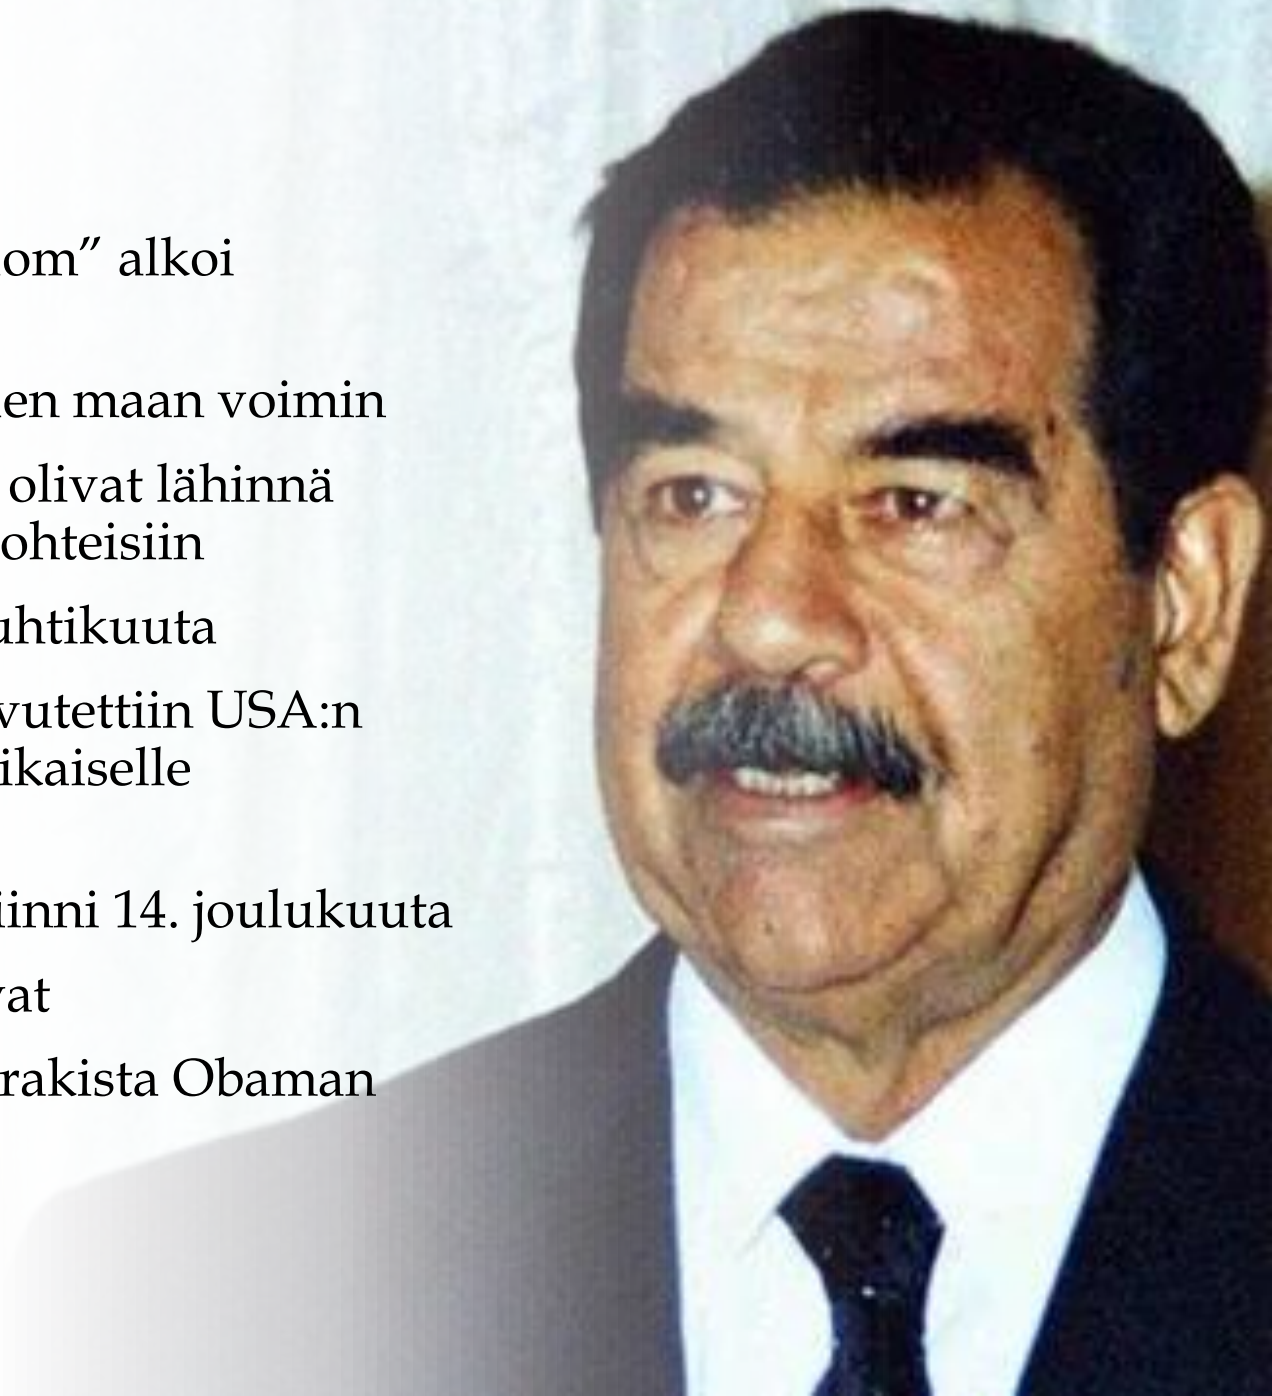 om” alkoi
en maan voimin
olivat lähinnä
ohteisiin
uhtikuuta
vutettiin USA:n
ikaiselle
iinni 14. joulukuuta
vat
rakista Obaman